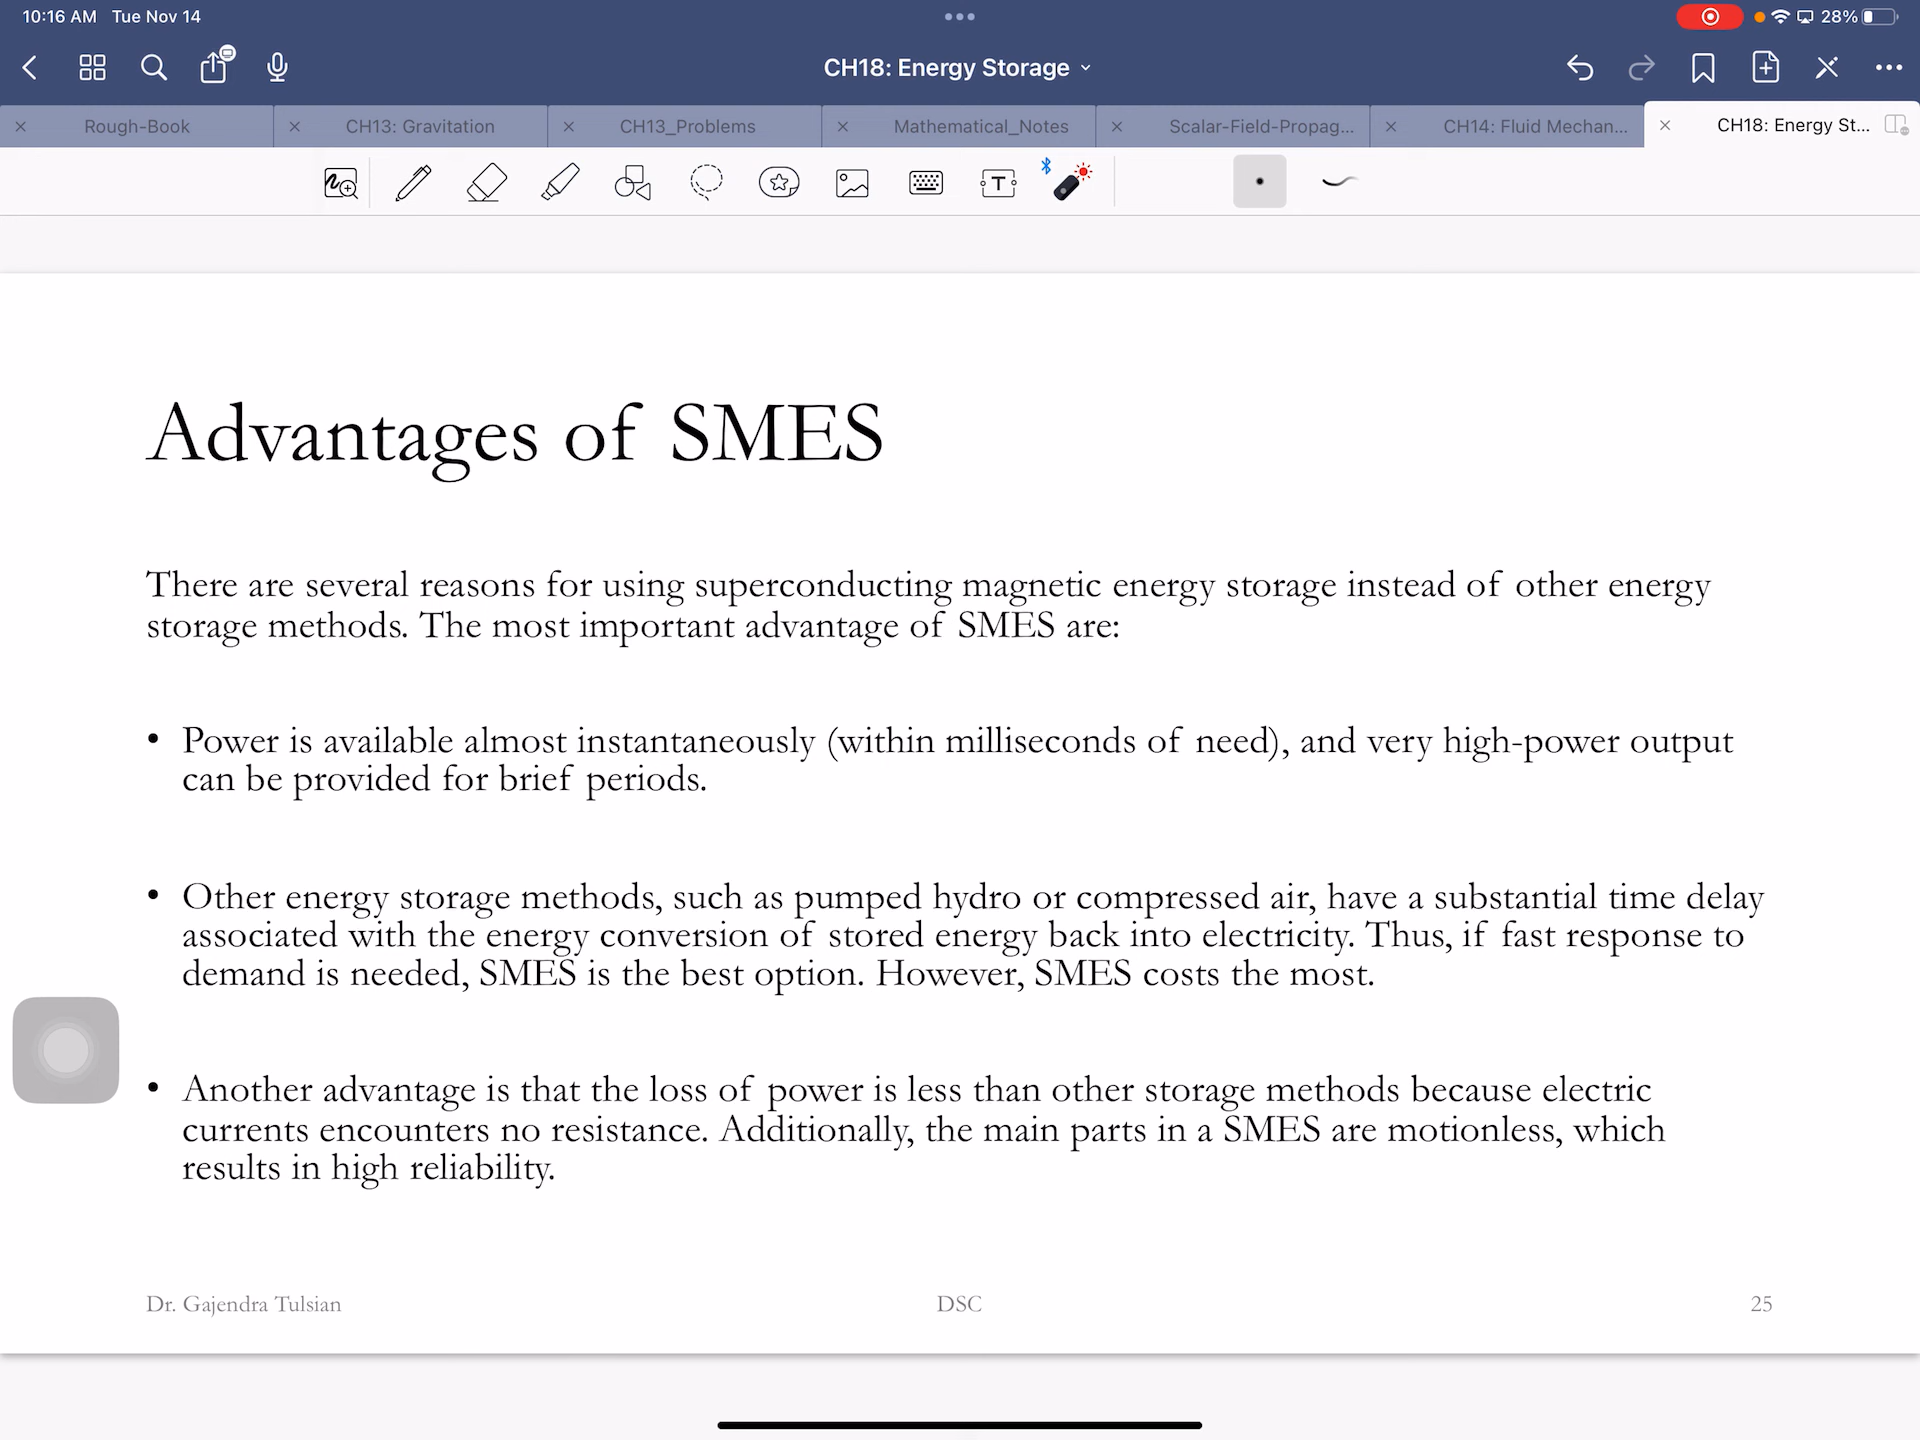 10:16 AM Tue Nov 14
28%
CH18: Energy Storage
Rough-Book
CH13: Gravitation
CH13_Problems
Mathematical_Notes
Scalar-Field-Propag...
CH14: Fluid Mechan...
CH18: Energy St...
T
Advantages of SMES
There are several reasons for using superconducting magnetic energy storage instead of other energy
storage methods. The most important advantage of SMES are:
• Power is available almost instantaneously (within milliseconds of need), and very high-power output
can be provided for brief periods.
• Other energy storage methods, such as pumped hydro or compressed air, have a substantial time delay
associated with the energy conversion of stored energy back into electricity. Thus, if fast response to
demand is needed, SMES is the best option. However, SMES costs the most.
• Another advantage is that the loss of power is less than other storage methods because electric
currents encounters no resistance. Additionally, the main parts in a SMES are motionless, which
results in high reliability.
Dr. Gajendra Tulsian
DSC
25